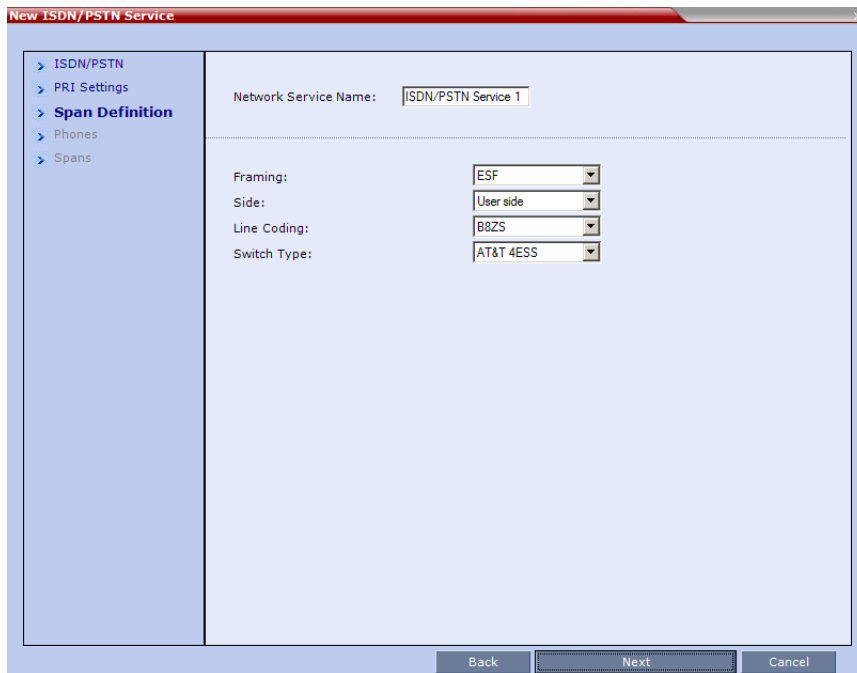 New ISDN/PSTN Service
ISDN/PSTN
PRI Settings
Span Definition
Phones
Spans
Network Service Name: ISDN/PSTN Service 1
Framing: ESF
Side: User side
Line Coding: B8ZS
Switch Type: AT&T 4ESS
Back Next Cancel